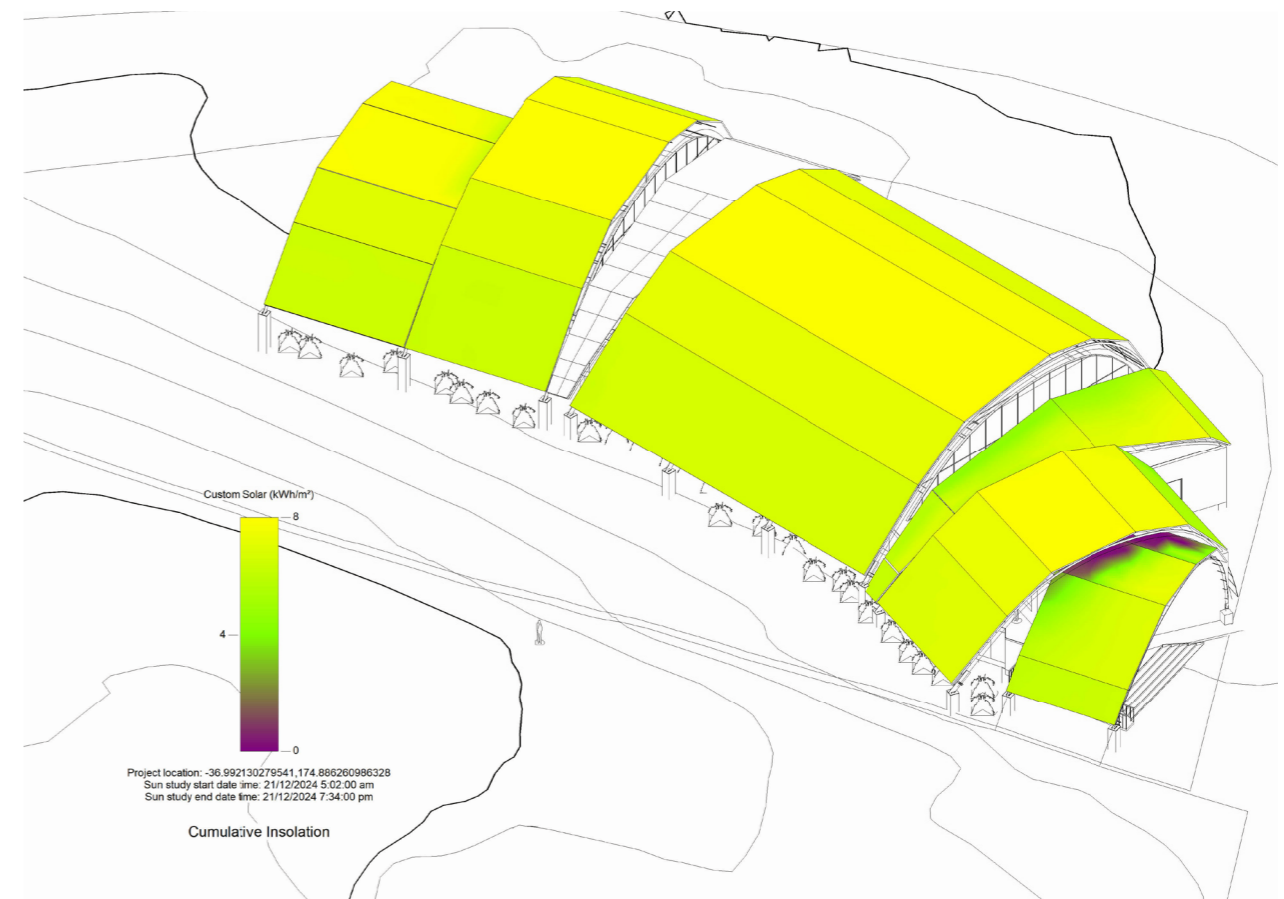 Custom Solar (kWh/m²)
8
4
0
Project location: -36.992130279541,174.886260986328
Sun study start date time: 21/12/2024 5:02:00 am
Sun study end date time: 21/12/2024 7:34:00 pm
Cumulative Insolation